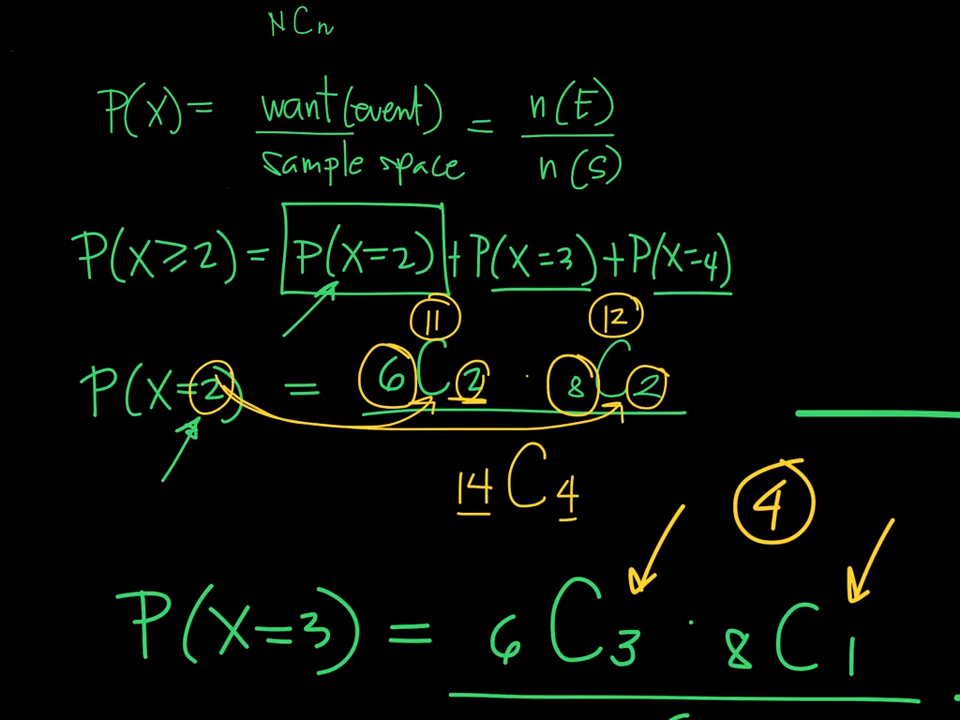 NCn
P(X) = want(event) / sample space = n(E) / n(S)
P(X≥2) = P(X=2) + P(X=3) + P(X=4)
11 12
P(X=2) = 6C2 · 8C2
14C4
4
P(X=3) = 6C3 · 8C1